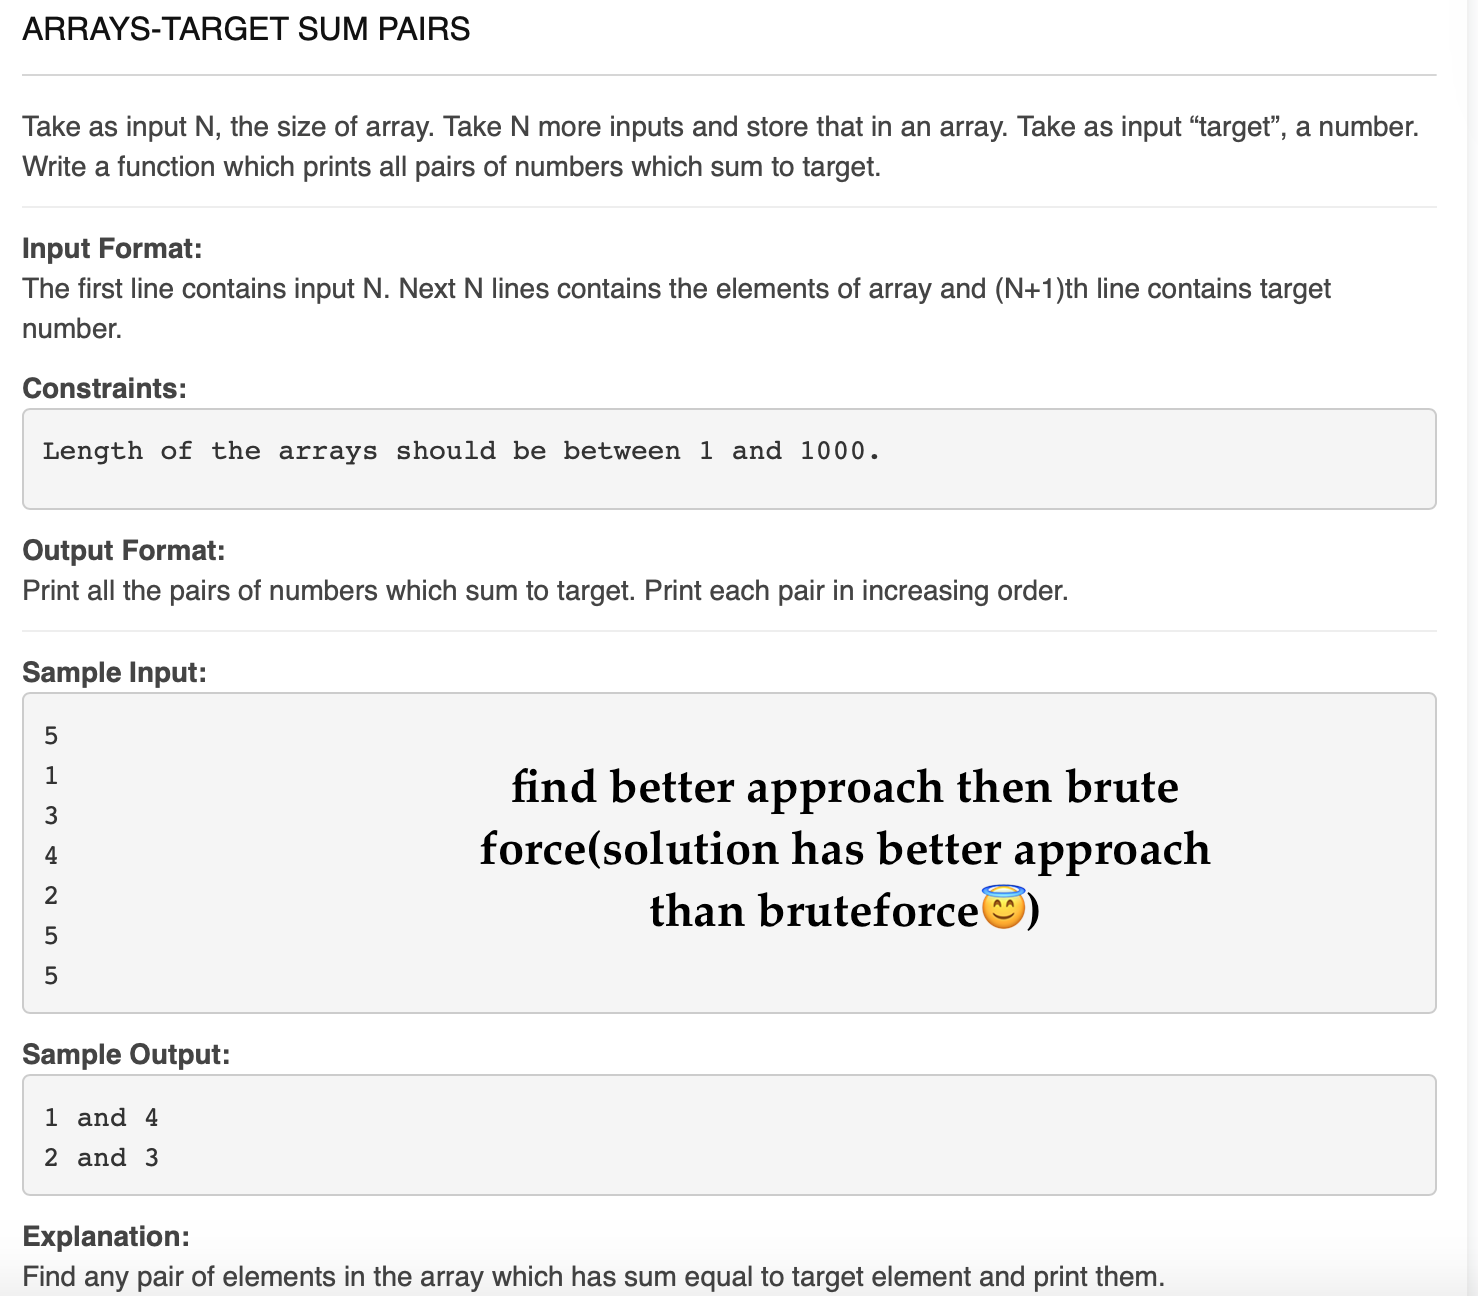 ARRAYS-TARGET SUM PAIRS
Take as input N, the size of array. Take N more inputs and store that in an array. Take as input “target”, a number.
Write a function which prints all pairs of numbers which sum to target.
Input Format:
The first line contains input N. Next N lines contains the elements of array and (N+1)th line contains target
number.
Constraints:
Length of the arrays should be between 1 and 1000.
Output Format:
Print all the pairs of numbers which sum to target. Print each pair in increasing order.
Sample Input:
5
1
3
4
2
5
5
find better approach then brute
force(solution has better approach
than bruteforce😇)
Sample Output:
1 and 4
2 and 3
Explanation:
Find any pair of elements in the array which has sum equal to target element and print them.